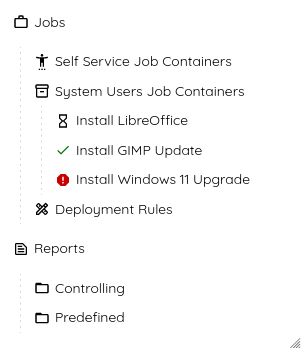 Jobs
Self Service Job Containers
System Users Job Containers
Install LibreOffice
Install GIMP Update
Install Windows 11 Upgrade
Deployment Rules
Reports
Controlling
Predefined